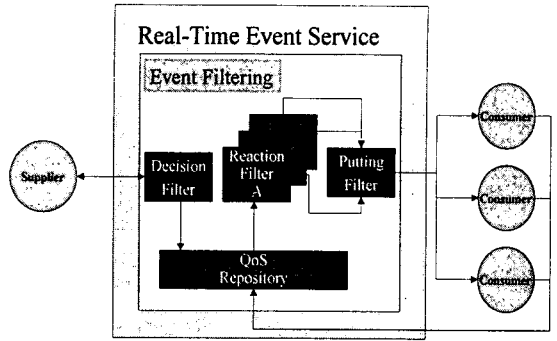 Real-Time Event Service
Event Filtering
Supplier
Decision
Filter
Reaction
Filter
A
Putting
Filter
QoS
Repository
Consumer
Consumer
Consumer